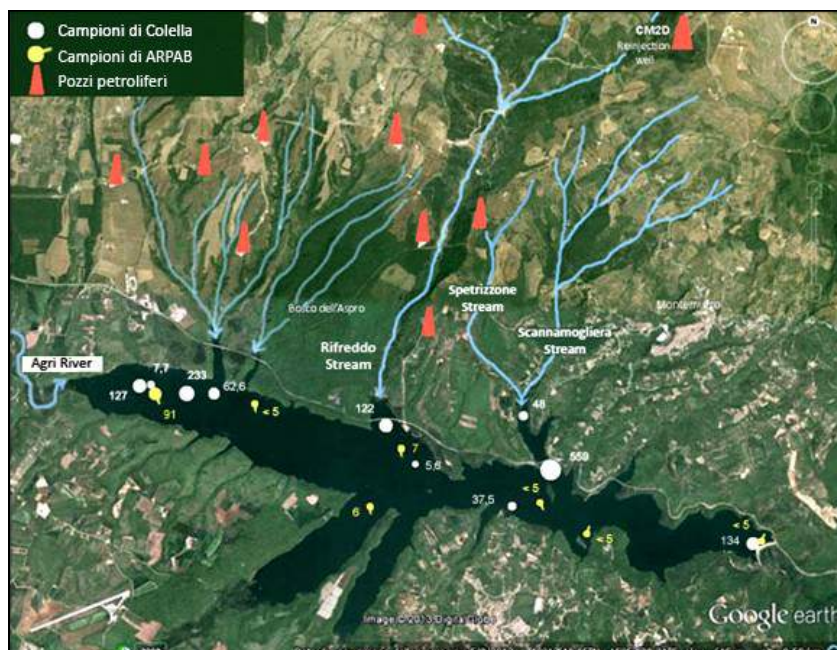 Campioni di Colella
Campioni di ARPAB
Pozzi petroliferi
CM2D
Reinjection
well
N
Bosco dell'Aspro
Spetrizzone
Stream
Montemurro
Scannamogliera
Stream
Rifreddo
Stream
Agri River
7,7
127
233
62,6
91
< 5
122
48
7
5,6
559
6
37,5
< 5
< 5
< 5
134
Image © 2013 DigitalGlobe
Google earth